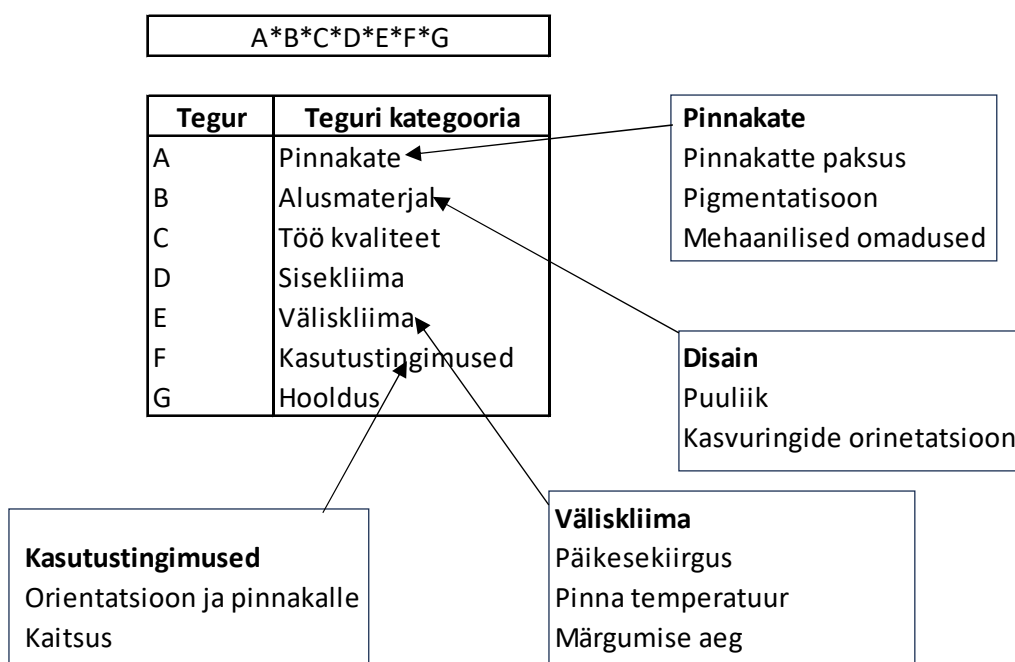 A*B*C*D*E*F*G
Tegur Teguri kategooria
A Pinnakate
B Alusmaterjal
C Töö kvaliteet
D Sisekliima
E Väliskliima
F Kasutustingimused
G Hooldus
Pinnakate
Pinnakatte paksus
Pigmentatisoon
Mehaanilised omadused
Disain
Puuliik
Kasvuringide orinetatsioon
Kasutustingimused
Orientatsioon ja pinnakalle
Kaitsus
Väliskliima
Päikesekiirgus
Pinna temperatuur
Märgumise aeg